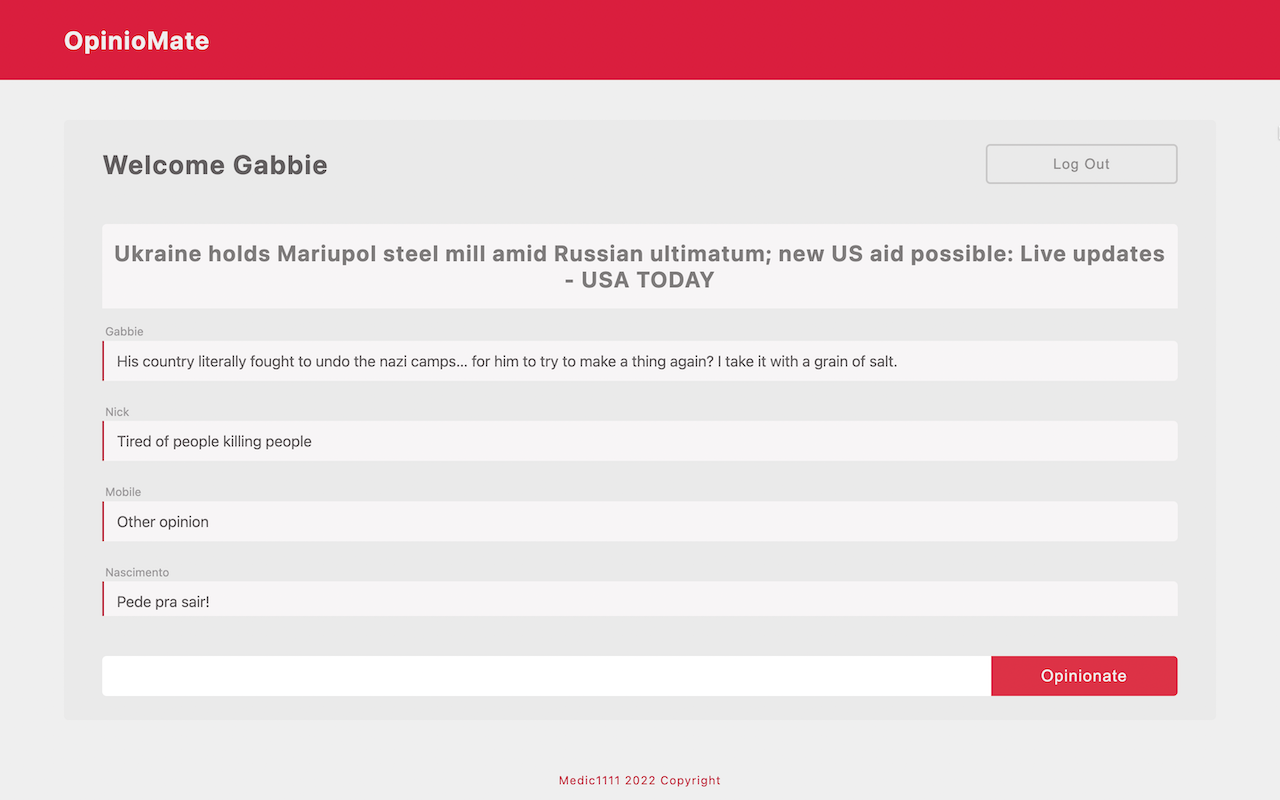 OpinioMate
Welcome Gabbie
Log Out
Ukraine holds Mariupol steel mill amid Russian ultimatum; new US aid possible: Live updates
- USA TODAY
Gabbie
His country literally fought to undo the nazi camps... for him to try to make a thing again? I take it with a grain of salt.
Nick
Tired of people killing people
Mobile
Other opinion
Nascimento
Pede pra sair!
Opinionate
Medic1111 2022 Copyright